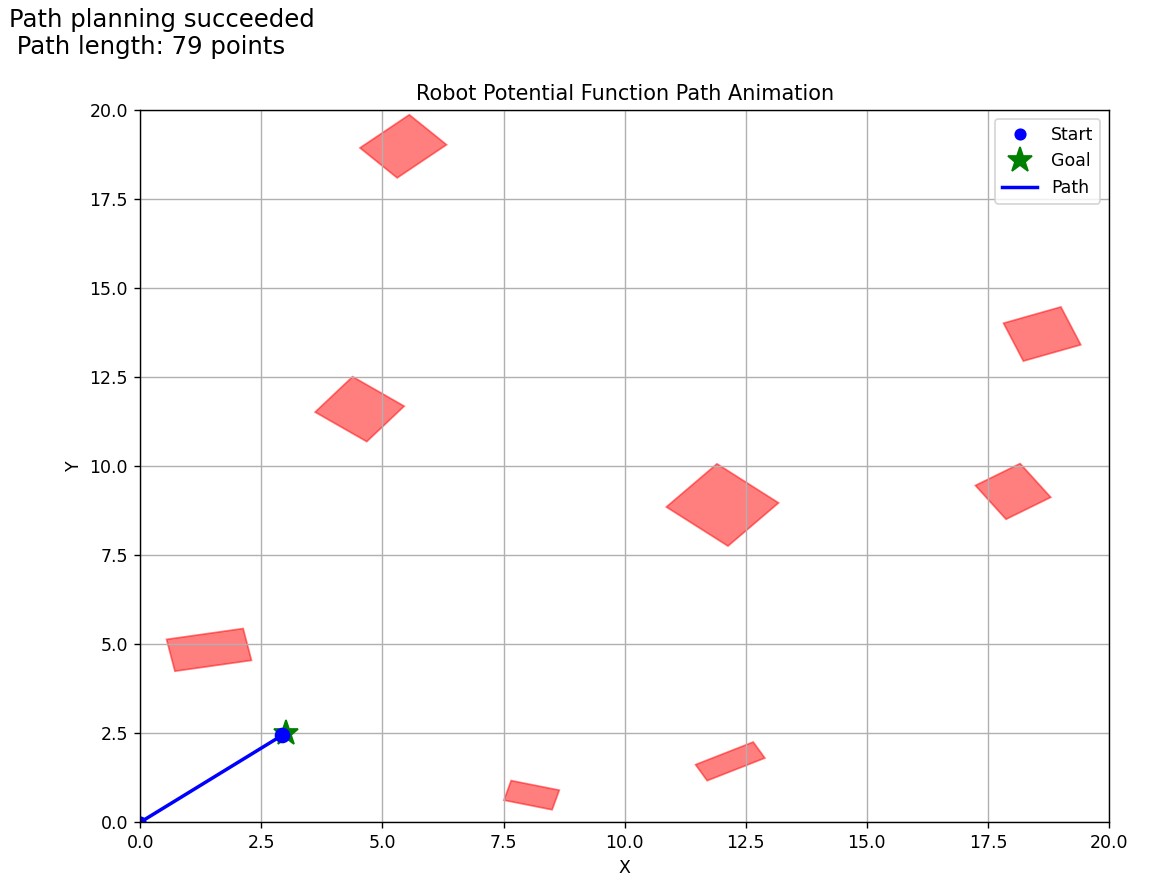 Path planning succeeded
Path length: 79 points
Robot Potential Function Path Animation
Start
Goal
Path
20.0
17.5
15.0
12.5
10.0
7.5
5.0
2.5
0.0
Y
0.0 2.5 5.0 7.5 10.0 12.5 15.0 17.5 20.0
X